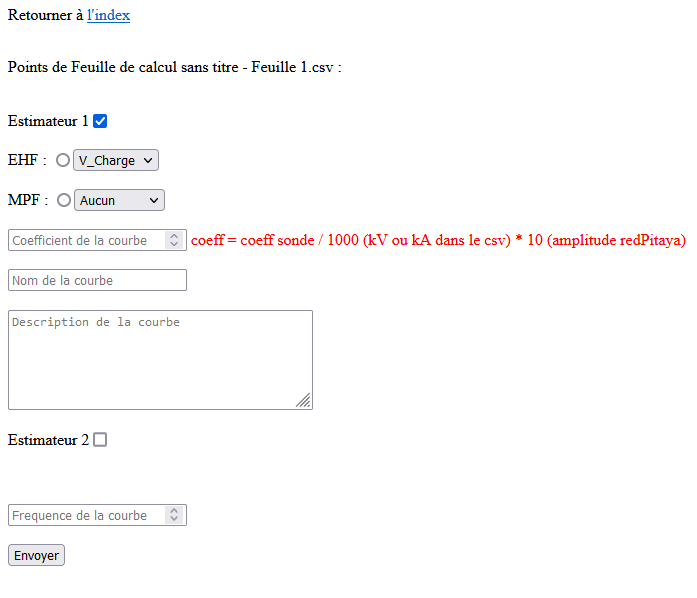 Retourner à l'index
Points de Feuille de calcul sans titre - Feuille 1.csv :
Estimateur 1
EHF : V_Charge
MPF : Aucun
Coefficient de la courbe coeff = coeff sonde / 1000 (kV ou kA dans le csv) * 10 (amplitude redPitaya)
Nom de la courbe
Description de la courbe
Estimateur 2
Frequence de la courbe
Envoyer